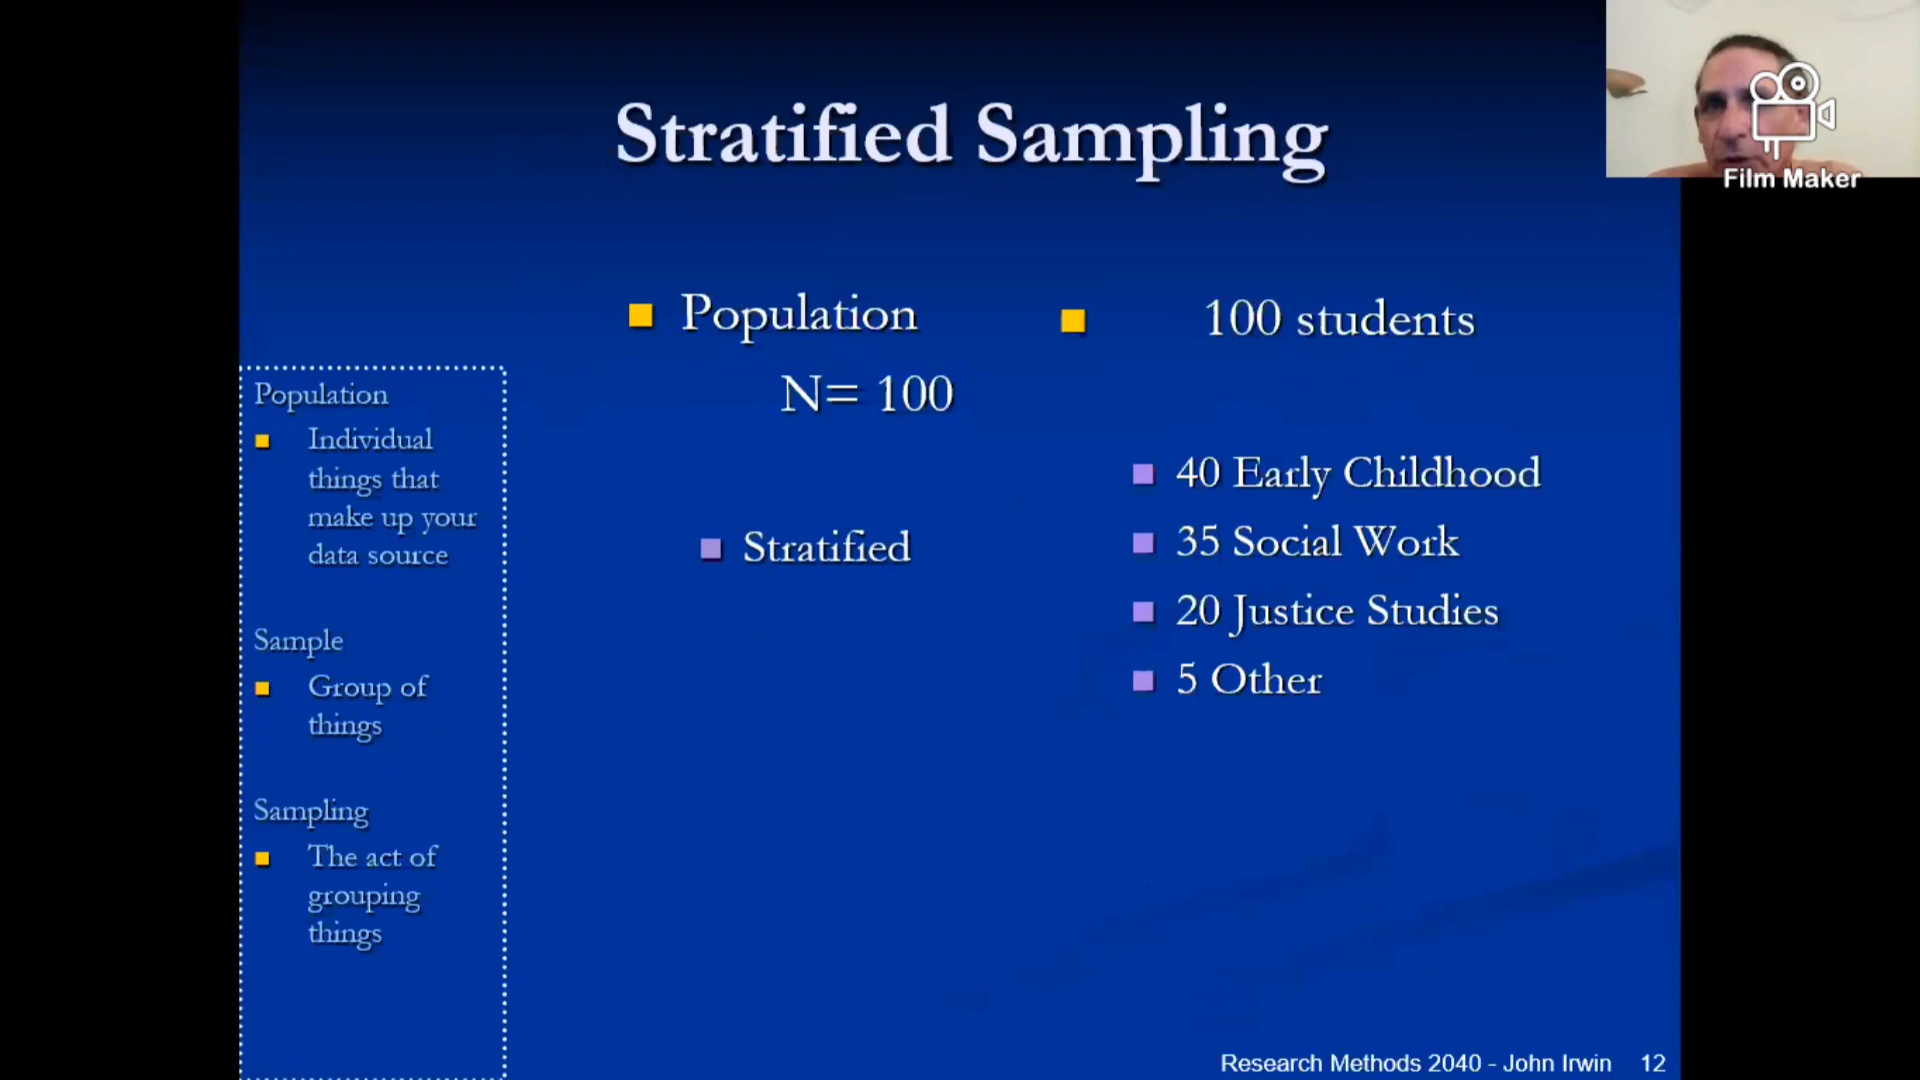 Stratified Sampling
Film Maker
Population
N= 100
Stratified
100 students
40 Early Childhood
35 Social Work
20 Justice Studies
5 Other
Population
Individual
things that
make up your
data source
Sample
Group of
things
Sampling
The act of
grouping
things
Research Methods 2040 - John Irwin 12